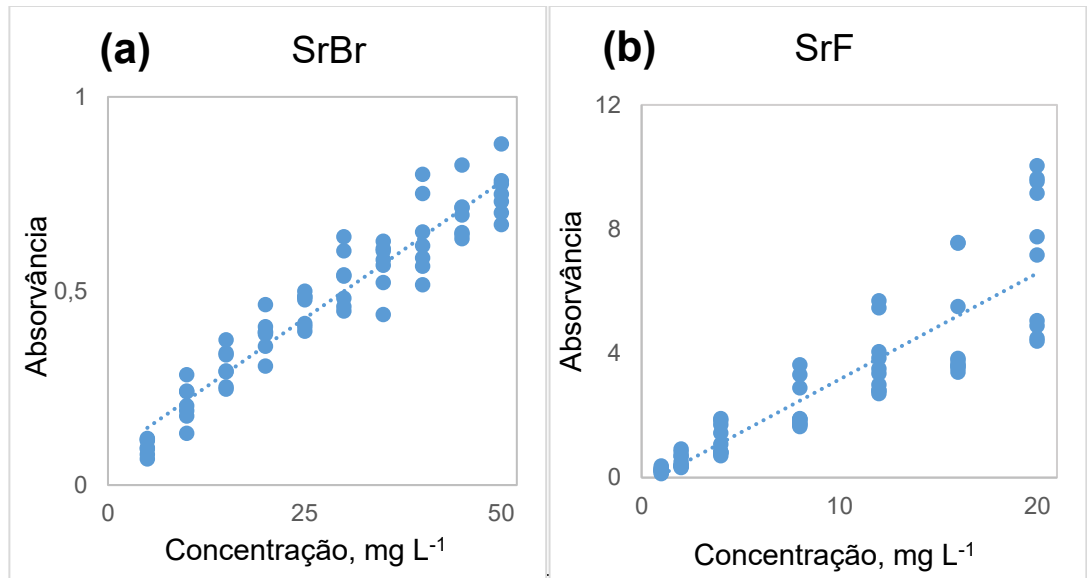 (a) SrBr
1
0,5
0
0 25 50
Absorvância
Concentração, mg L⁻¹
(b) SrF
12
8
4
0
0 10 20
Absorvância
Concentração, mg L⁻¹